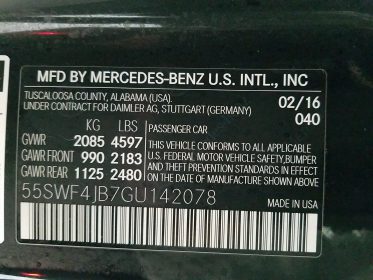 MFD BY MERCEDES-BENZ U.S. INTL., INC
TUSCALOOSA COUNTY, ALABAMA (USA). 02/16
UNDER CONTRACT FOR DAIMLER AG, STUTTGART (GERMANY) 040
KG LBS PASSENGER CAR
GVWR 2085 4597
GAWR FRONT 990 2183
GAWR REAR 1125 2480
THIS VEHICLE CONFORMS TO ALL APPLICABLE
U.S. FEDERAL MOTOR VEHICLE SAFETY,BUMPER
AND THEFT PREVENTION STANDARDS IN EFFECT
ON THE DATE OF MANUFACTURE SHOWN ABOVE.
55SWF4JB7GU142078
MADE IN USA